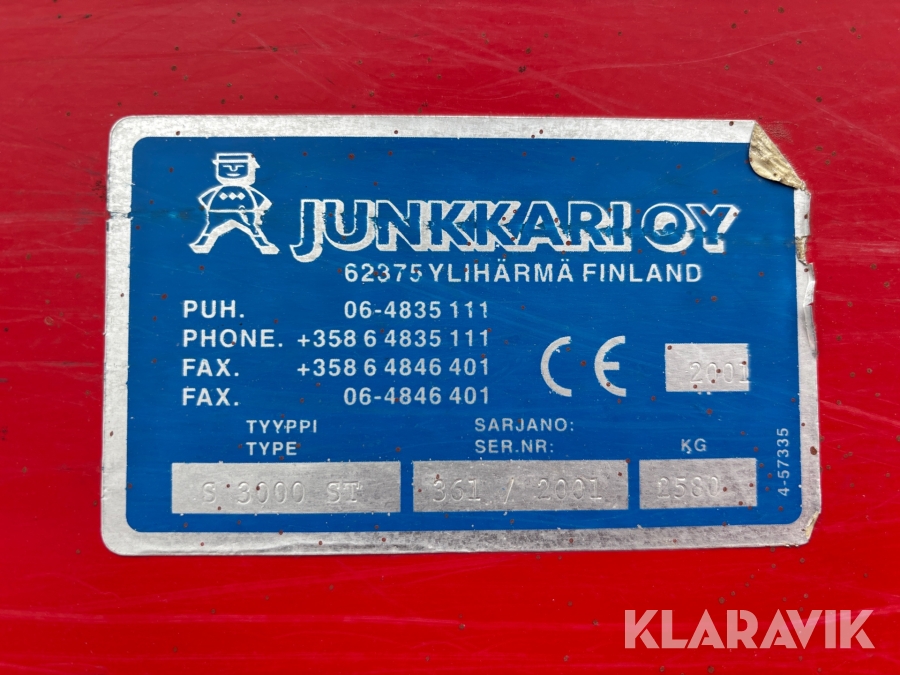 JUNKKARI OY
62375 YLIHÄRMÄ FINLAND
PUH. 06-4835 111
PHONE. +358 6 4835 111
FAX. +358 6 4846 401
FAX. 06-4846 401
CE 2001
TYYPPI SARJANO:
TYPE SER.NR: KG
S 3000 ST 361 / 2001 2580
4-57335
KLARAVIK